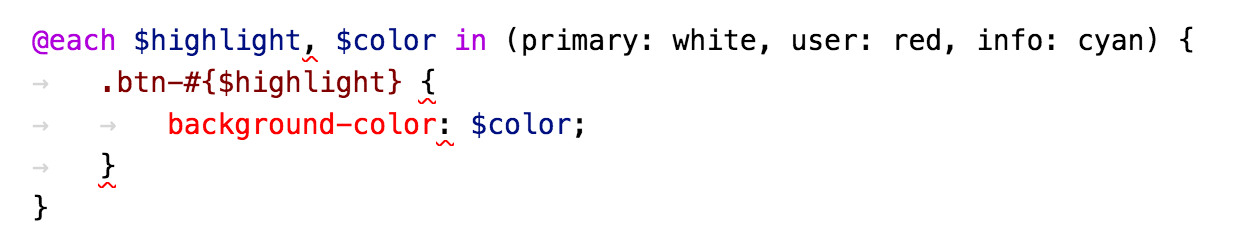 @each $highlight, $color in (primary: white, user: red, info: cyan) {
→ .btn-#{$highlight} {
→ → background-color: $color;
→ }
}